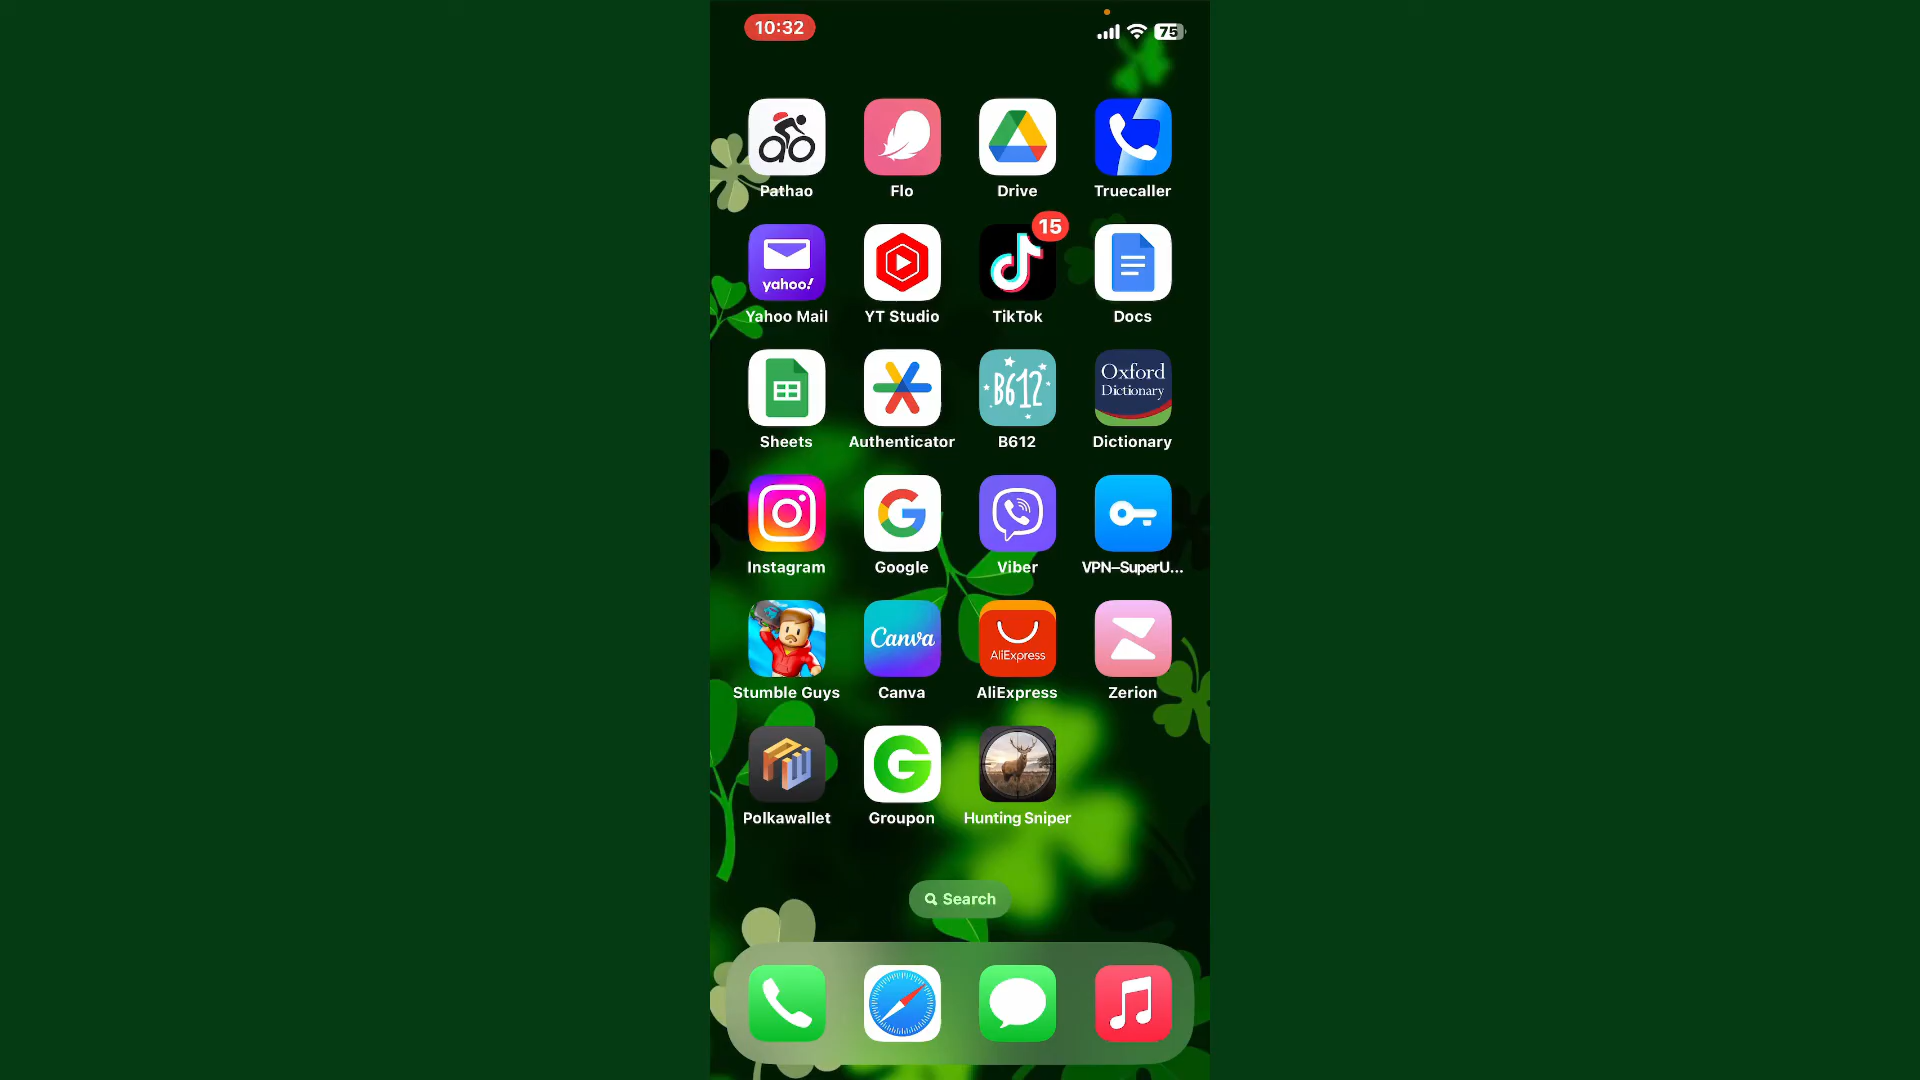 10:32
75
Pathao
Flo
Drive
Truecaller
15
yahoo!
Yahoo Mail
YT Studio
TikTok
Docs
B612
Oxford
Dictionary
Sheets
Authenticator
B612
Dictionary
Instagram
Google
Viber
VPN–SuperU...
Canva
AliExpress
Stumble Guys
Canva
AliExpress
Zerion
Polkawallet
Groupon
Hunting Sniper
Search